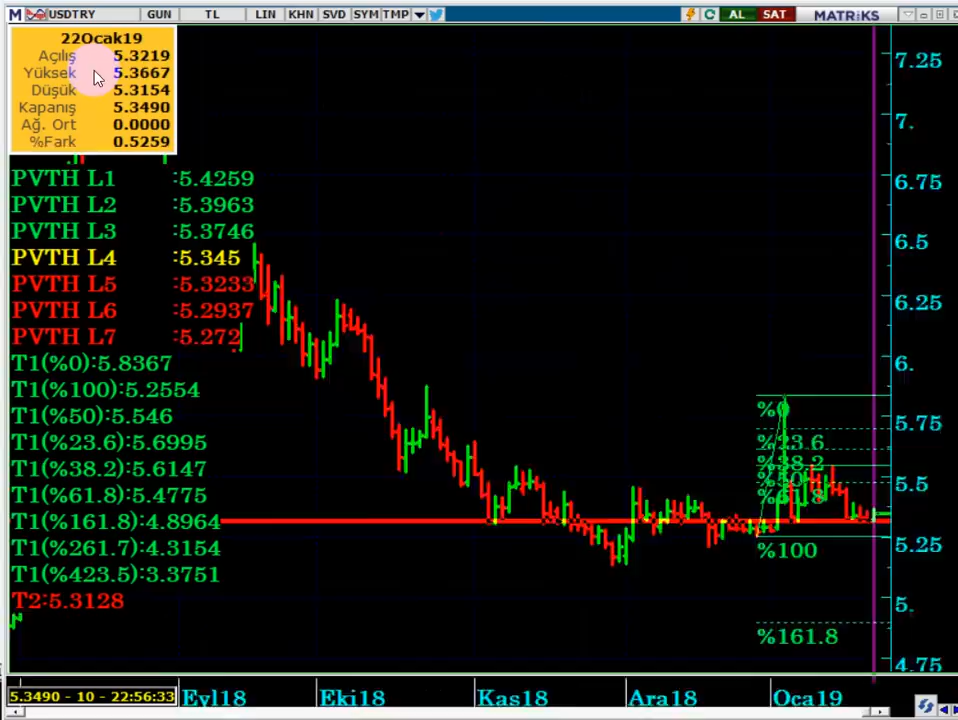 M USDTRY GUN TL LIN KHN SVD SYM TMP AL SAT MATRiKS
22Ocak19
Açılış 5.3219
Yüksek 5.3667
Düşük 5.3154
Kapanış 5.3490
Ağ. Ort 0.0000
%Fark 0.5259
PVTH L1 :5.4259
PVTH L2 :5.3963
PVTH L3 :5.3746
PVTH L4 :5.345
PVTH L5 :5.3233
PVTH L6 :5.2937
PVTH L7 :5.272
T1(%0):5.8367
T1(%100):5.2554
T1(%50):5.546
T1(%23.6):5.6995
T1(%38.2):5.6147
T1(%61.8):5.4775
T1(%161.8):4.8964
T1(%261.7):4.3154
T1(%423.5):3.3751
T2:5.3128
%0
%23.6
%38.2
%50
%61.8
%100
%161.8
7.25
7.
6.75
6.5
6.25
6.
5.75
5.5
5.25
5.
4.75
5.3490 - 10 - 22:56:33 Eyl18 Eki18 Kas18 Ara18 Oca19